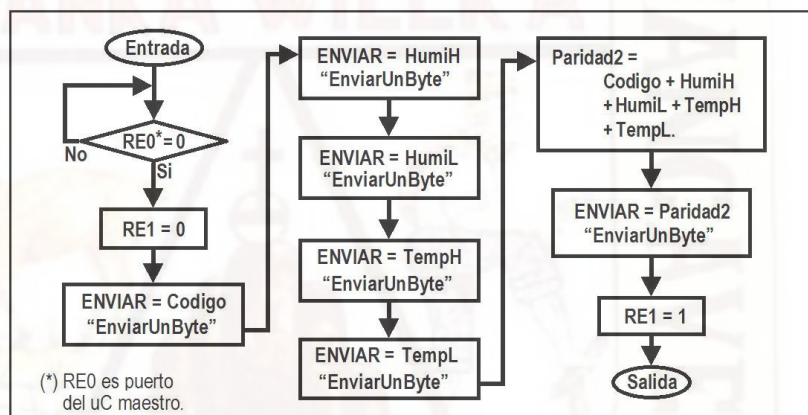 Entrada
RE0* = 0
No
Si
RE1 = 0
ENVIAR = Codigo
“EnviarUnByte”
(*) RE0 es puerto
del uC maestro.
ENVIAR = HumiH
“EnviarUnByte”
ENVIAR = HumiL
“EnviarUnByte”
ENVIAR = TempH
“EnviarUnByte”
ENVIAR = TempL
“EnviarUnByte”
Paridad2 =
Codigo + HumiH
+ HumiL + TempH
+ TempL.
ENVIAR = Paridad2
“EnviarUnByte”
RE1 = 1
Salida